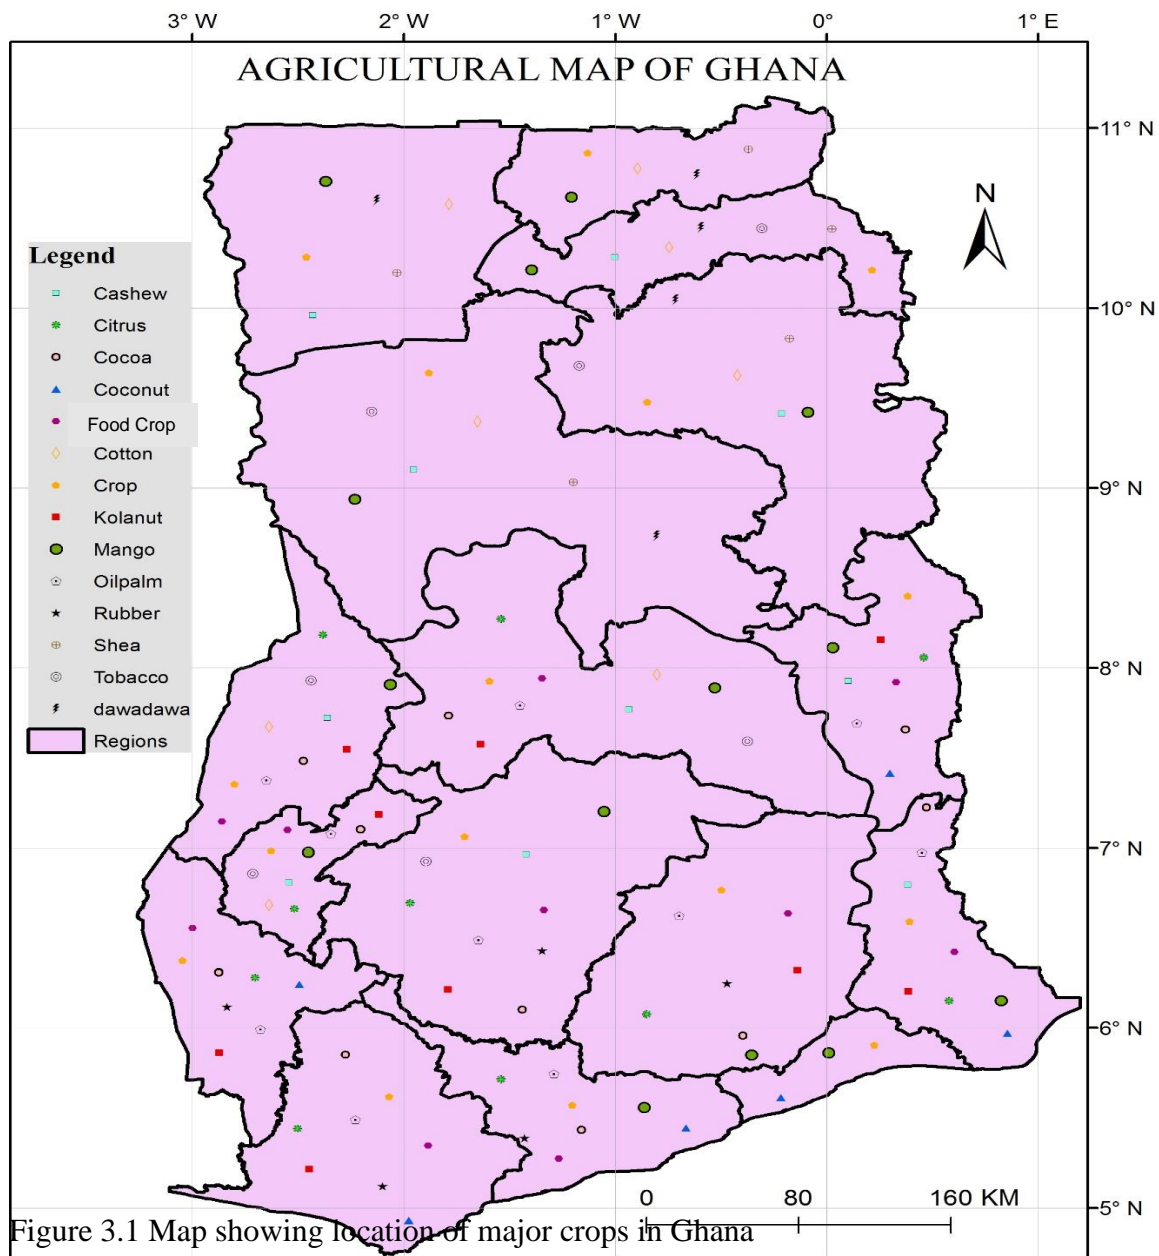 3° W 2° W 1° W 0° 1° E
AGRICULTURAL MAP OF GHANA
11° N
N
Legend
Cashew
Citrus
10° N
Cocoa
Coconut
Food Crop
Cotton
Crop
9° N
Kolanut
Mango
Oilpalm
Rubber
Shea
8° N
Tobacco
dawadawa
Regions
7° N
6° N
0 80 160 KM
5° N
Figure 3.1 Map showing location of major crops in Ghana